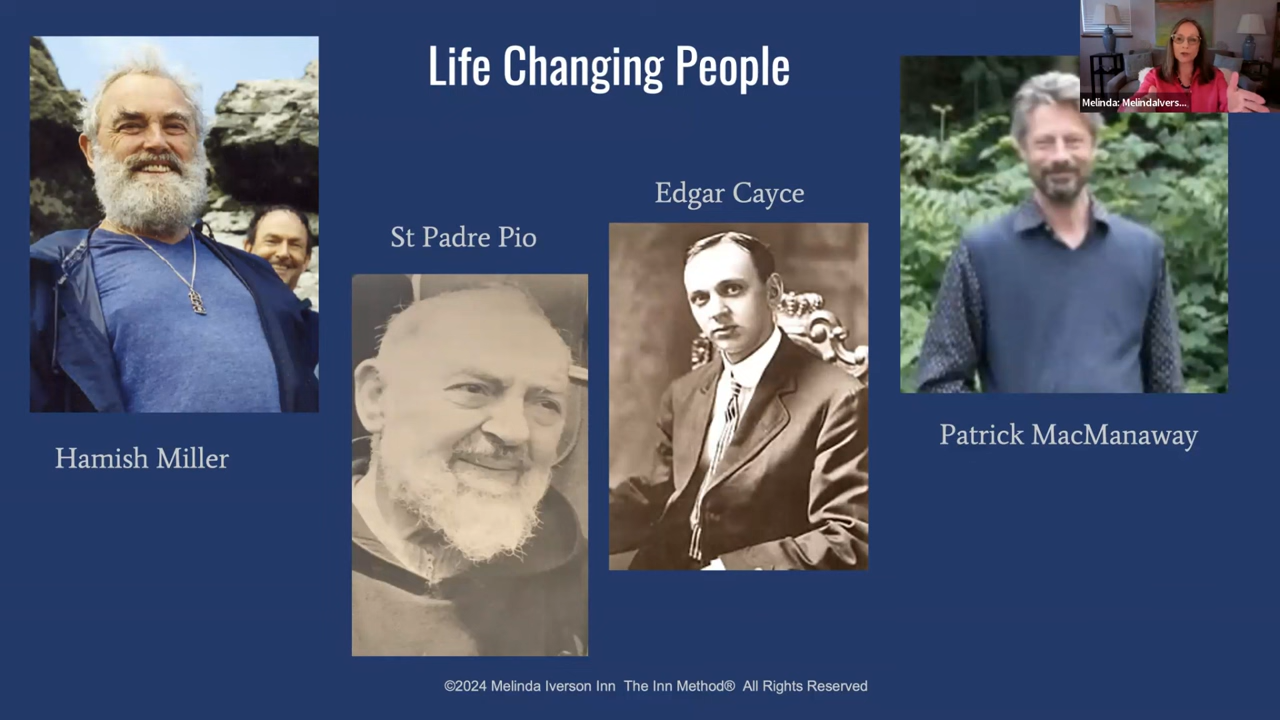 Life Changing People
Melinda: MelindaIvers...
Edgar Cayce
St Padre Pio
Patrick MacManaway
Hamish Miller
©2024 Melinda Iverson Inn The Inn Method® All Rights Reserved